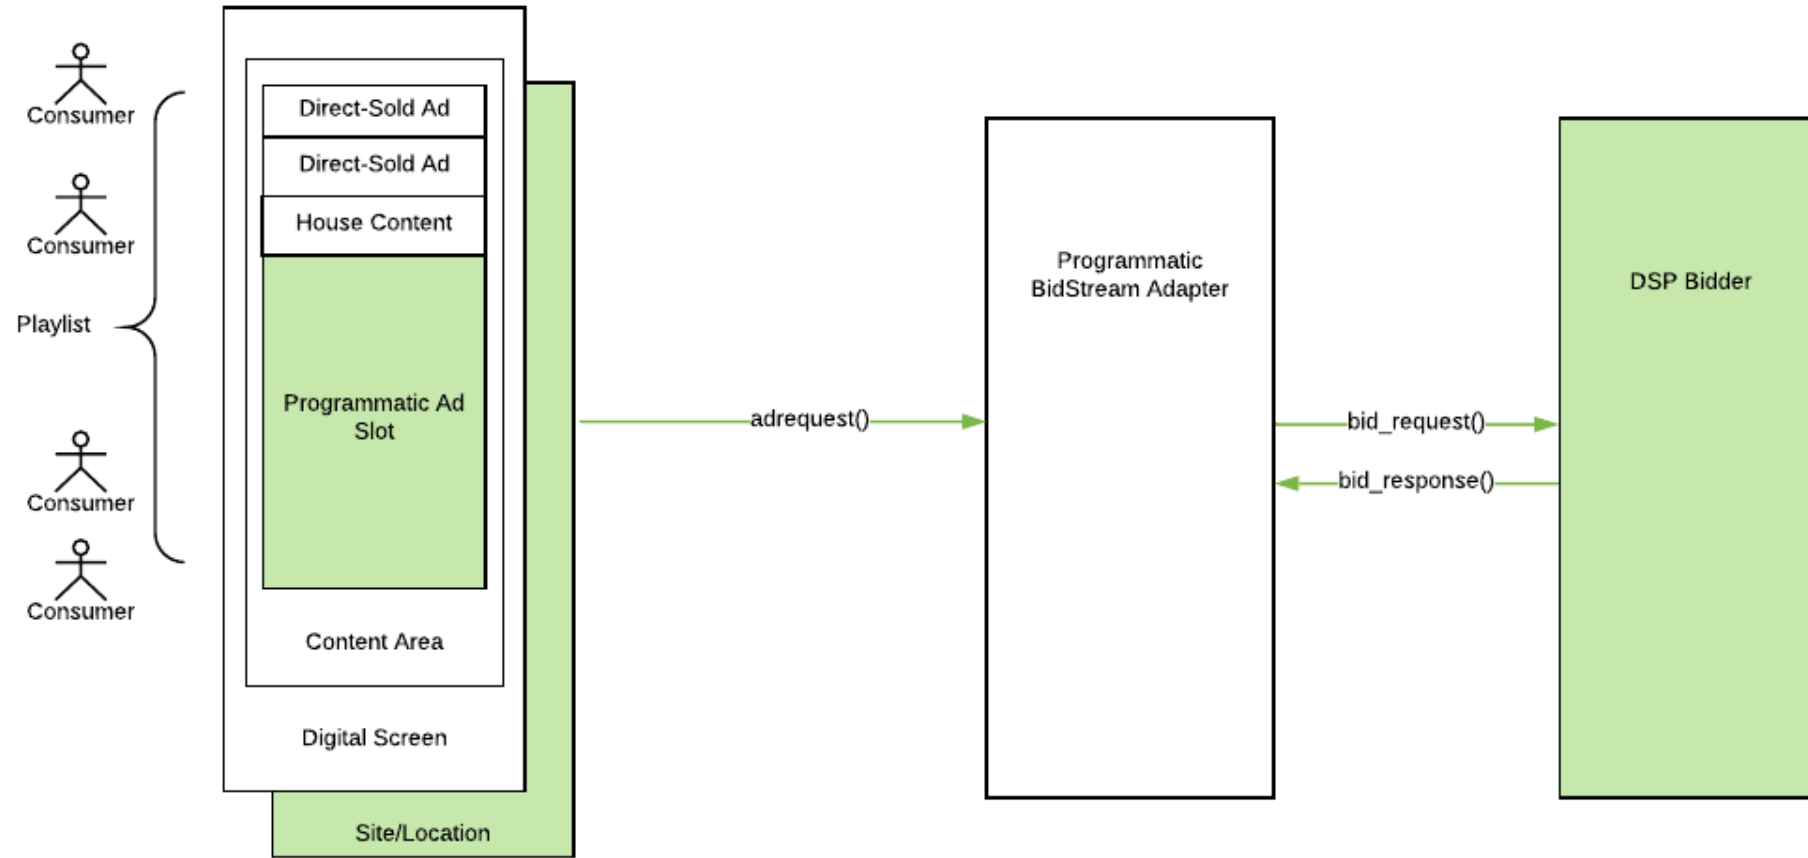 Consumer
Consumer
Playlist
Consumer
Consumer
Direct-Sold Ad
Direct-Sold Ad
House Content
Programmatic Ad
Slot
Content Area
Digital Screen
Site/Location
adrequest()
Programmatic
BidStream Adapter
bid_request()
bid_response()
DSP Bidder